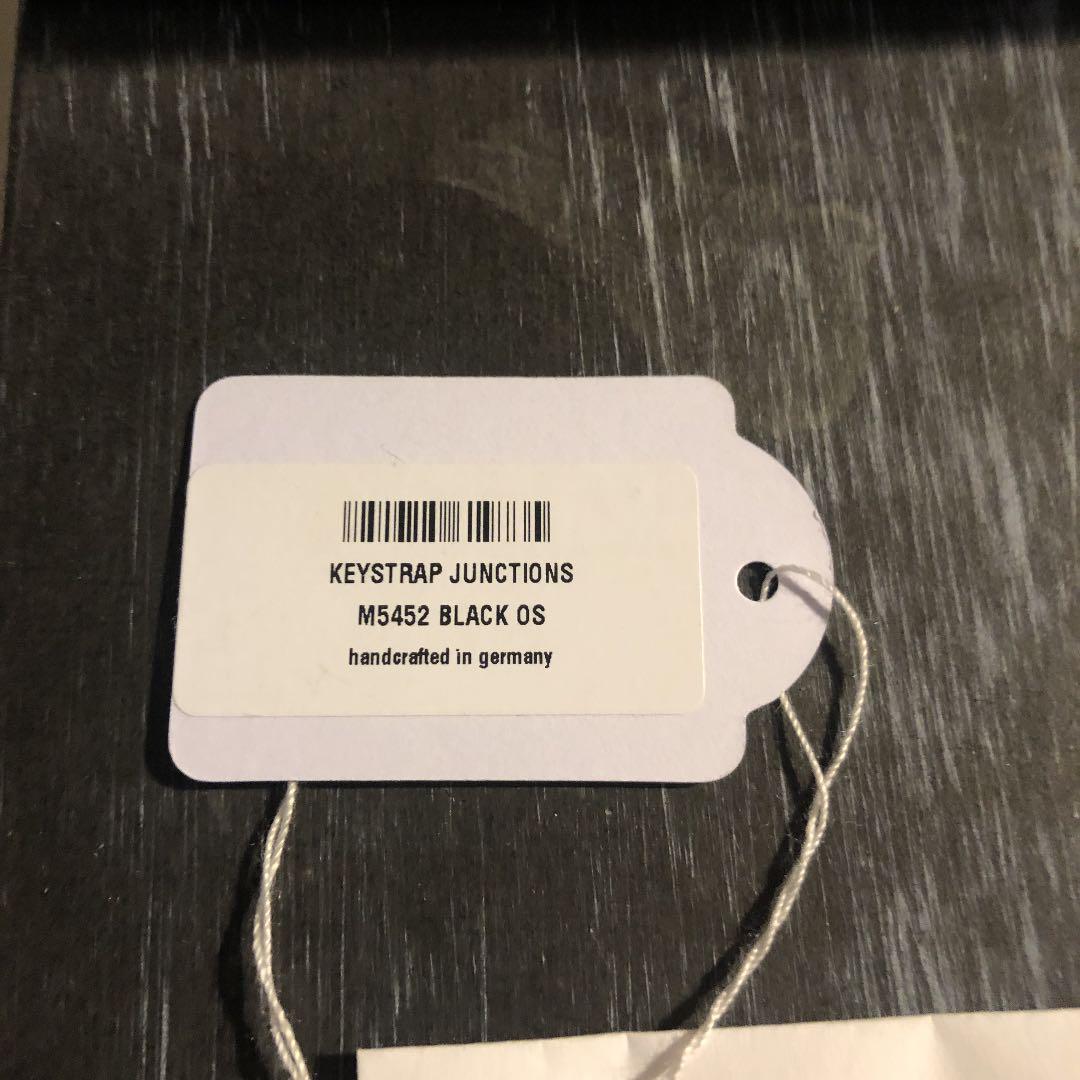 KEYSTRAP JUNCTIONS
M5452 BLACK OS
handcrafted in germany